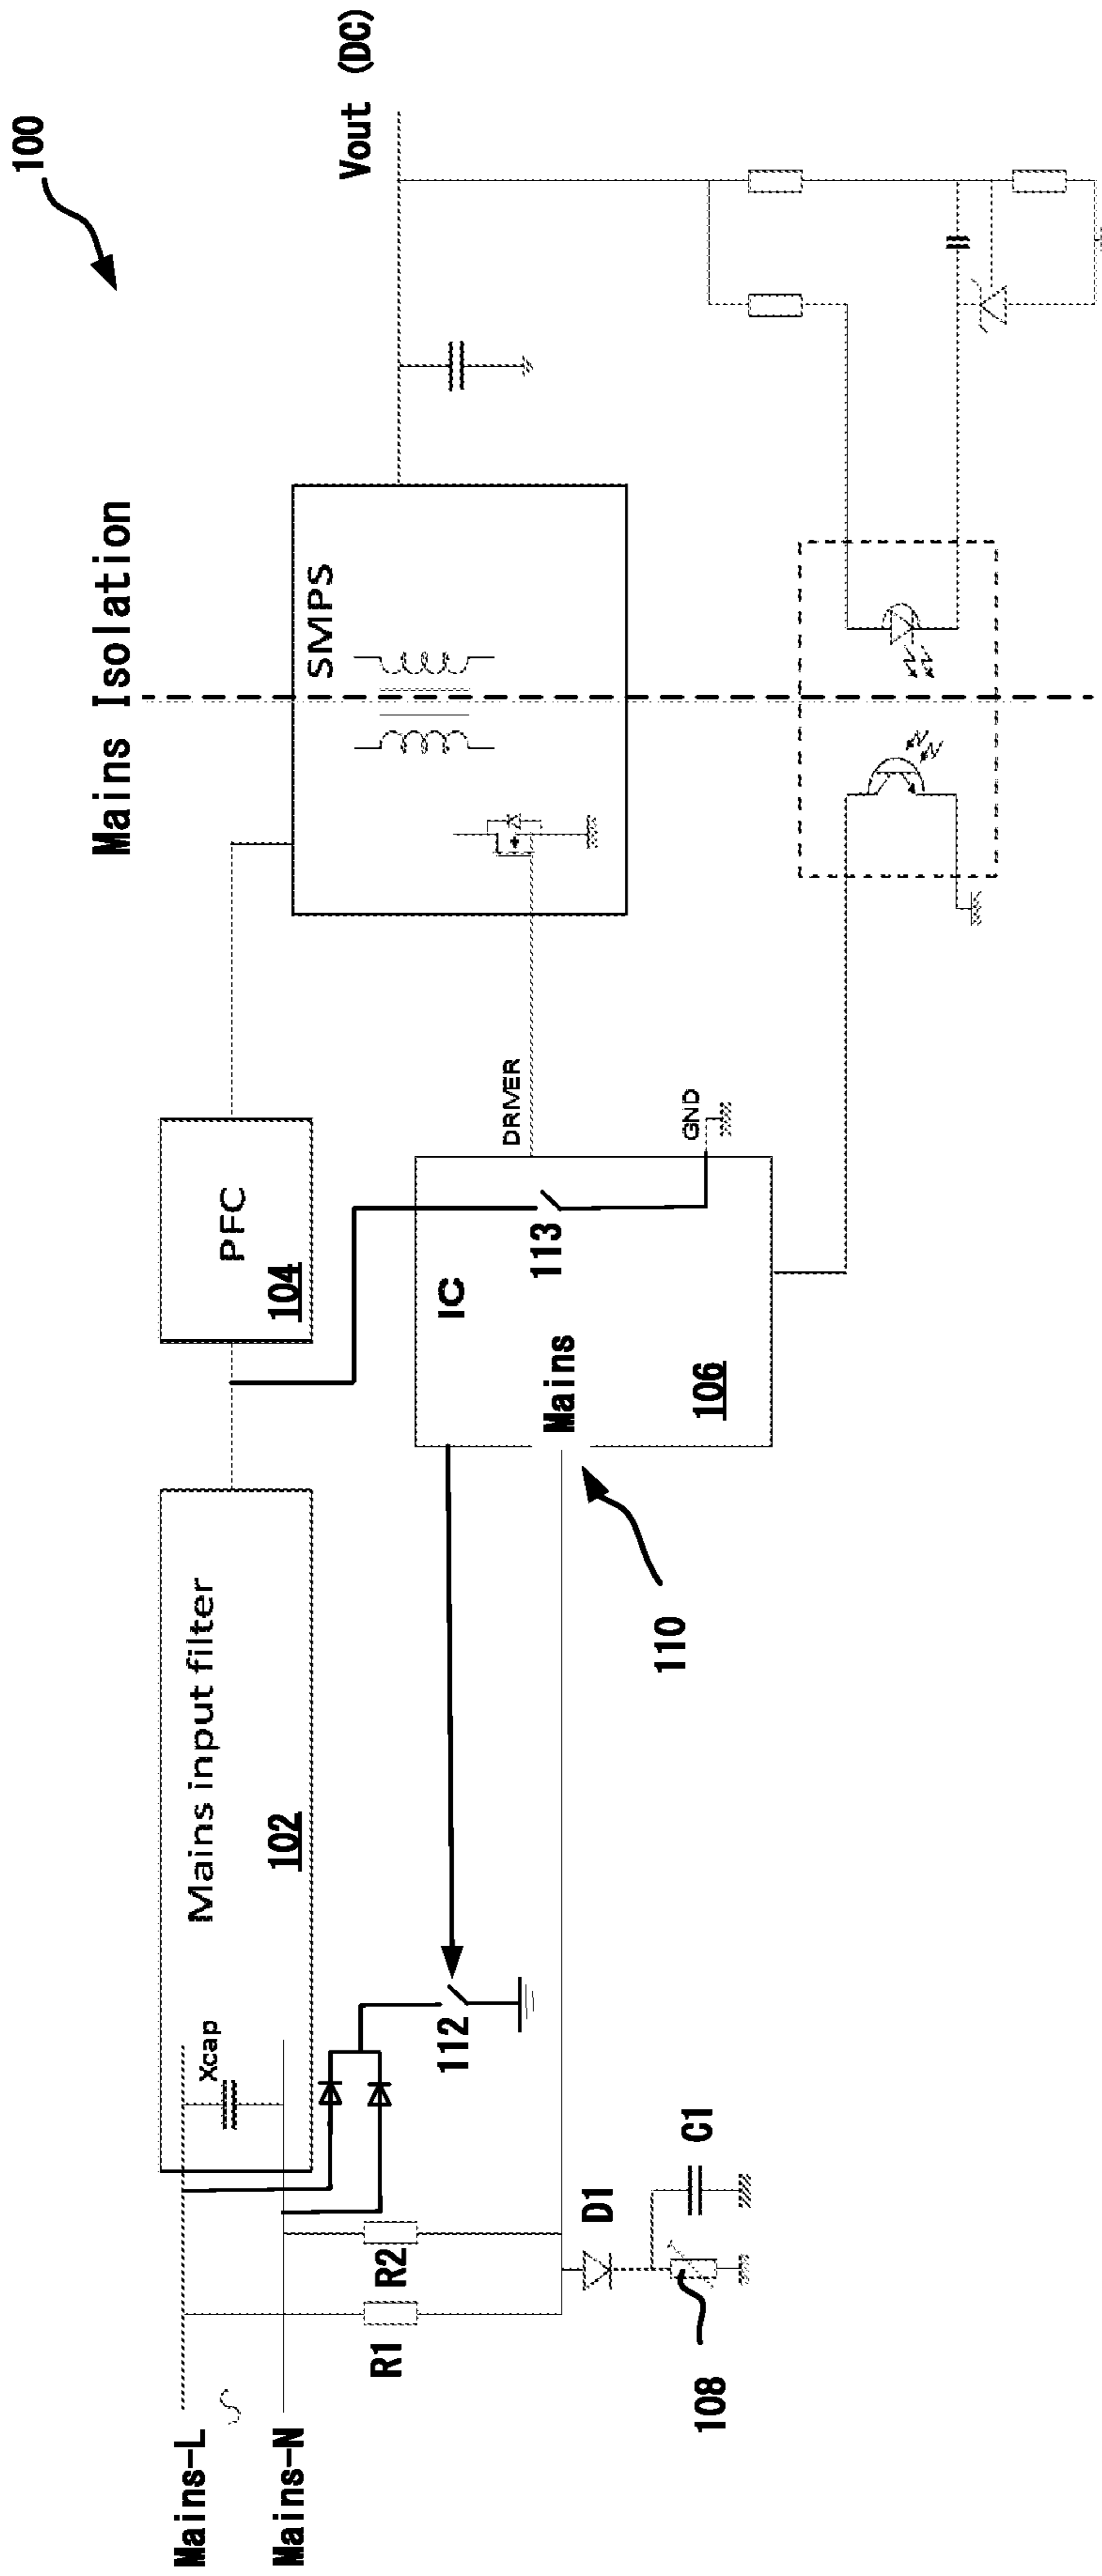 100
Mains Isolation
Vout (DC)
SMPS
PFC
104
DRIVER
GND
113
IC
Mains
106
110
Mains input filter
102
Xcap
112
Mains-L
Mains-N
R1
R2
D1
C1
108